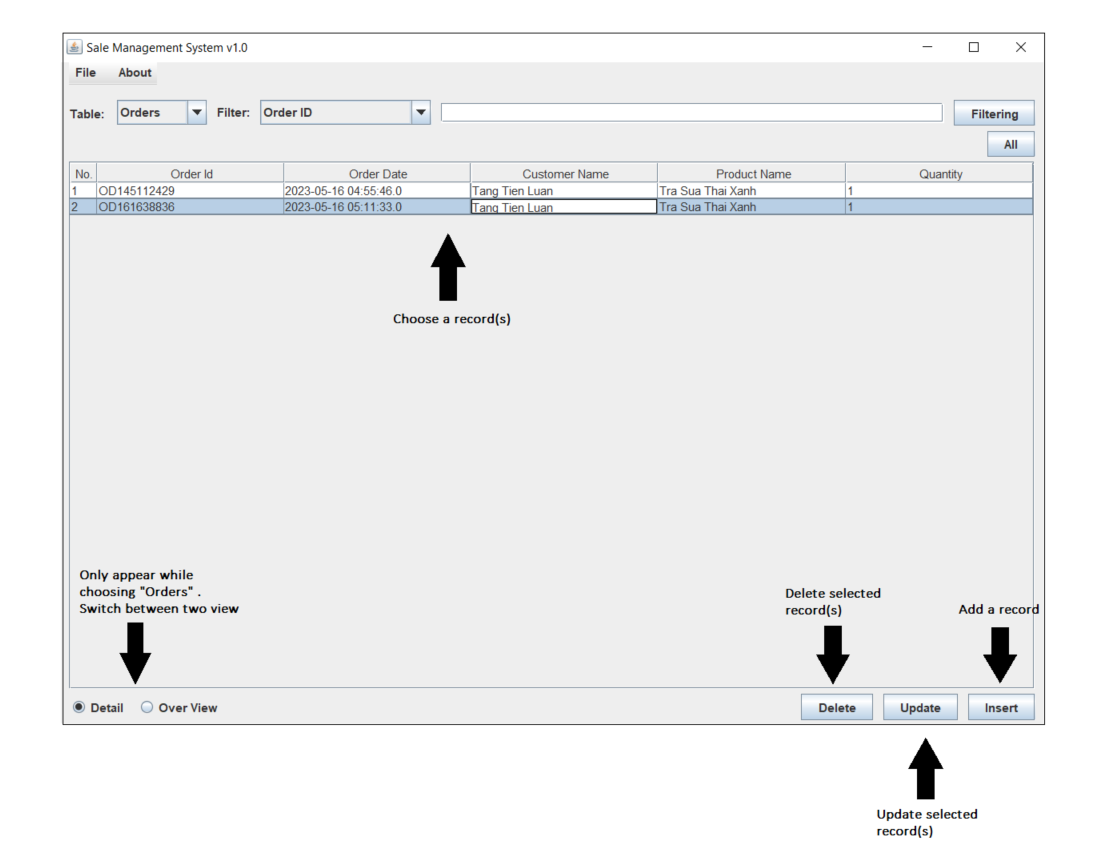 Sale Management System v1.0
File About
Table: Orders Filter: Order ID Filtering
All
No. Order Id Order Date Customer Name Product Name Quantity
1 OD145112429 2023-05-16 04:55:46.0 Tang Tien Luan Tra Sua Thai Xanh 1
2 OD161638836 2023-05-16 05:11:33.0 Tang Tien Luan Tra Sua Thai Xanh 1
Choose a record(s)
Only appear while
choosing "Orders" .
Switch between two view
Delete selected
record(s)
Add a record
Detail Over View Delete Update Insert
Update selected
record(s)